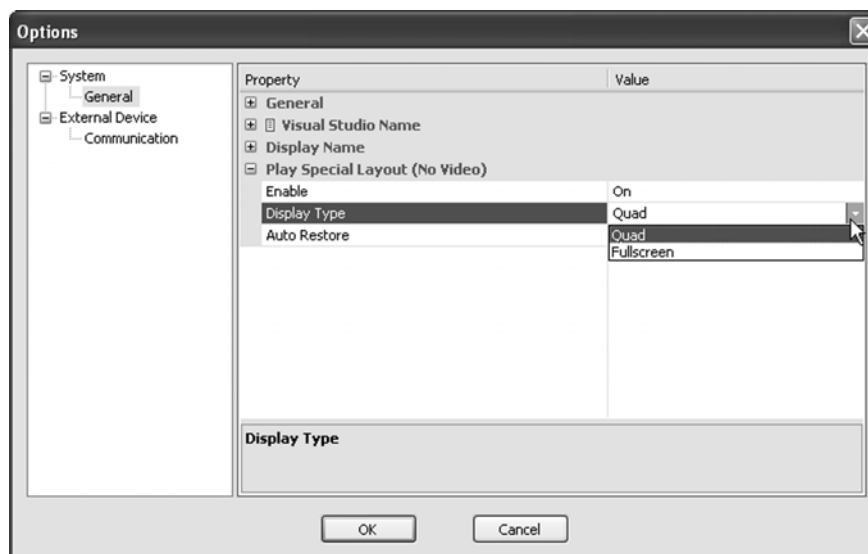 Options
System
General
External Device
Communication
Property Value
General
Visual Studio Name
Display Name
Play Special Layout (No Video)
Enable On
Display Type Quad
Auto Restore Quad
Fullscreen
Display Type
OK Cancel